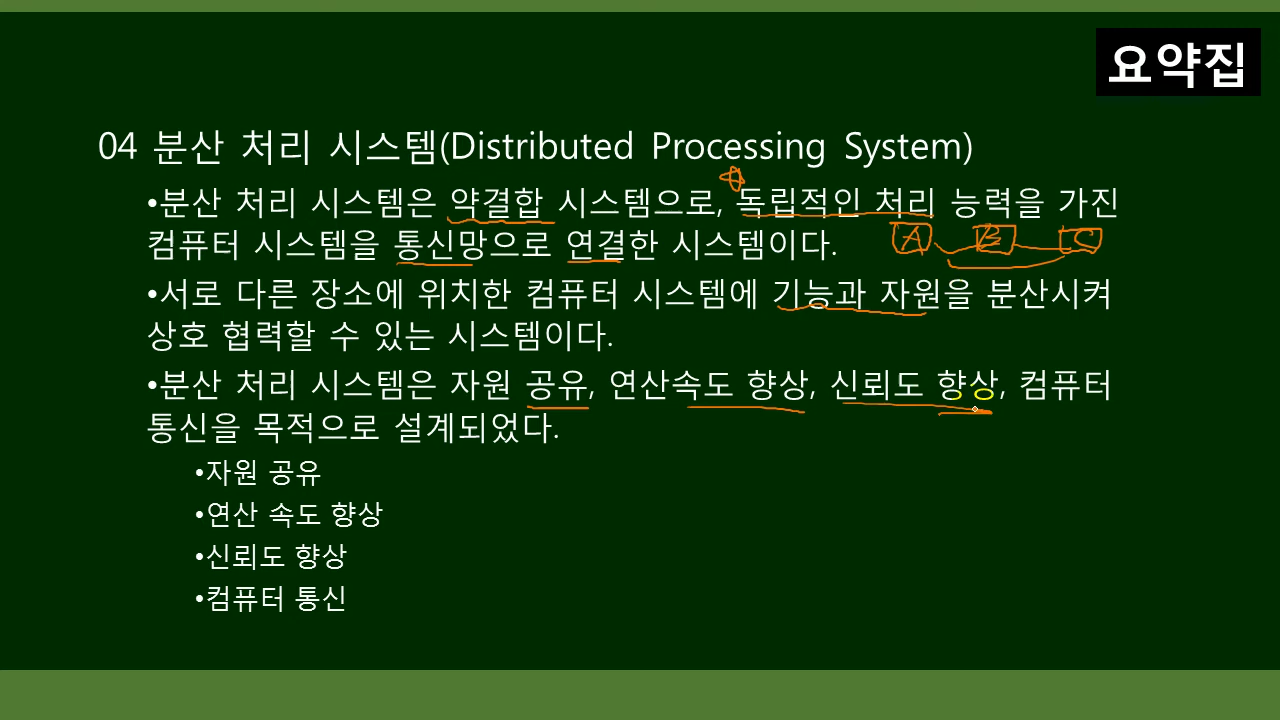 요약집
04 분산 처리 시스템(Distributed Processing System)
•분산 처리 시스템은 약결합 시스템으로, 독립적인 처리 능력을 가진
컴퓨터 시스템을 통신망으로 연결한 시스템이다.
A B C
•서로 다른 장소에 위치한 컴퓨터 시스템에 기능과 자원을 분산시켜
상호 협력할 수 있는 시스템이다.
•분산 처리 시스템은 자원 공유, 연산속도 향상, 신뢰도 향상, 컴퓨터
통신을 목적으로 설계되었다.
•자원 공유
•연산 속도 향상
•신뢰도 향상
•컴퓨터 통신